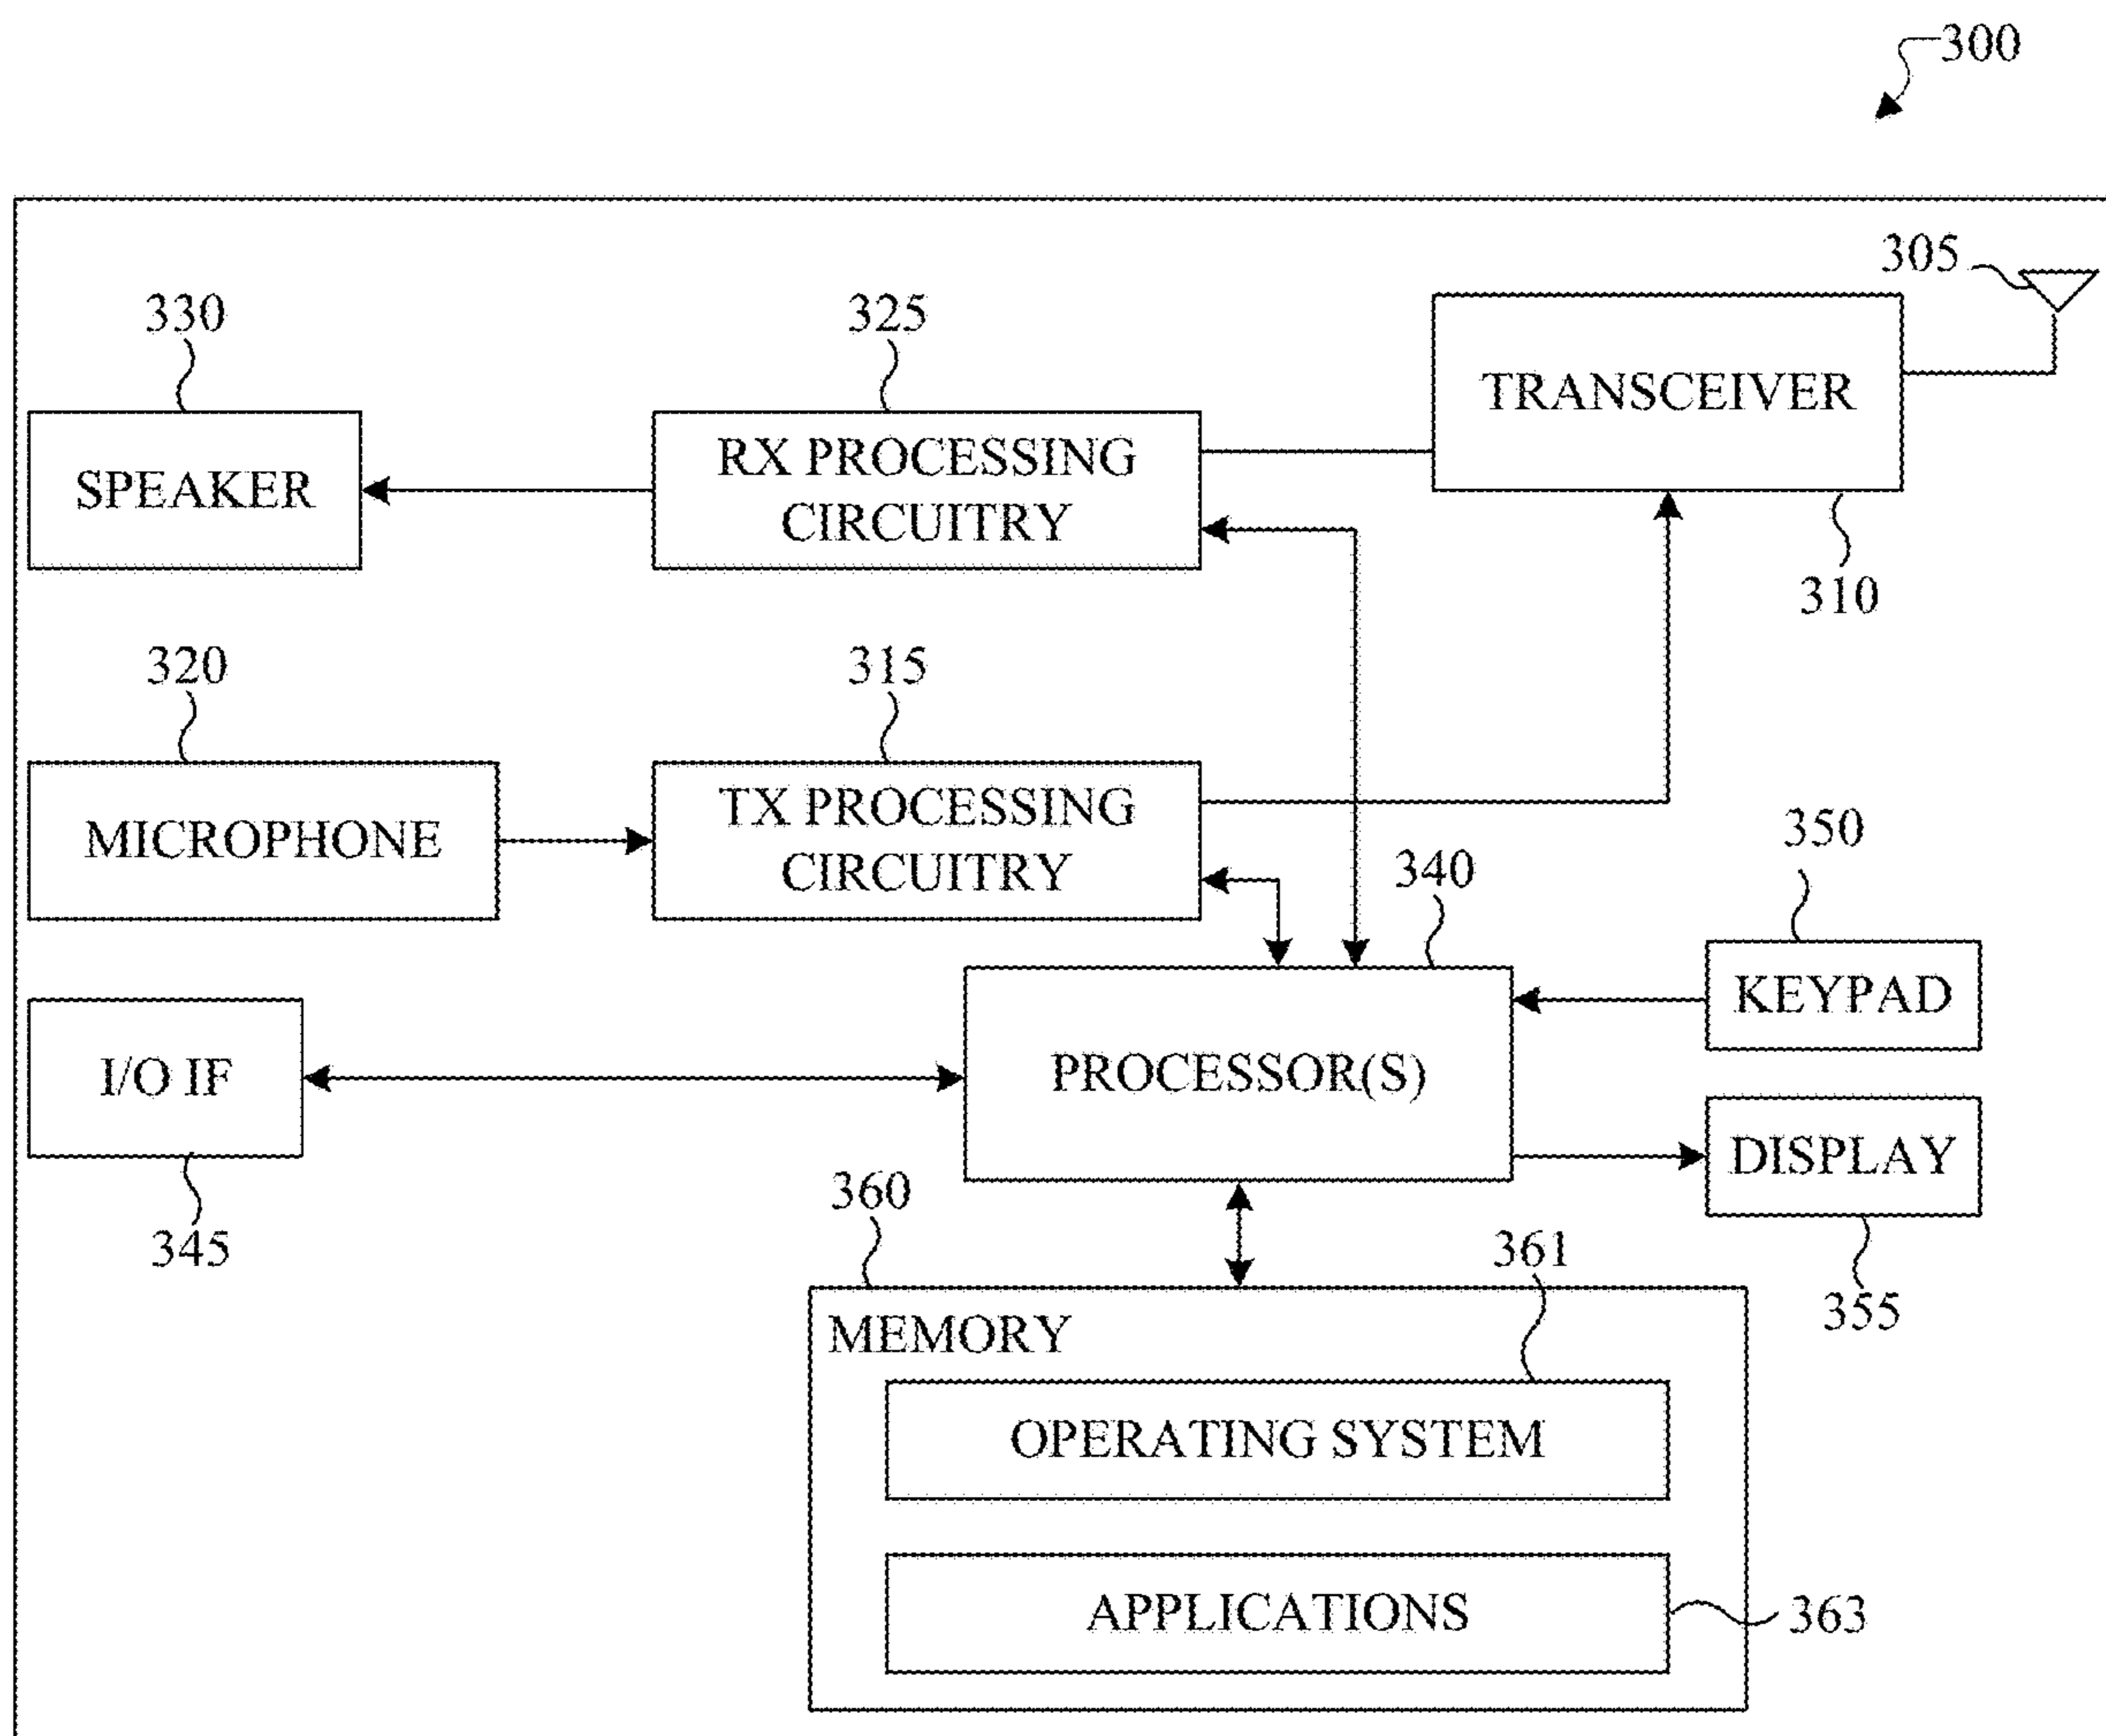 300
305
330
325
TRANSCEIVER
SPEAKER
RX PROCESSING
CIRCUITRY
310
320
315
MICROPHONE
TX PROCESSING
CIRCUITRY
350
340
KEYPAD
I/O IF
PROCESSOR(S)
DISPLAY
345
360
361
355
MEMORY
OPERATING SYSTEM
APPLICATIONS
363